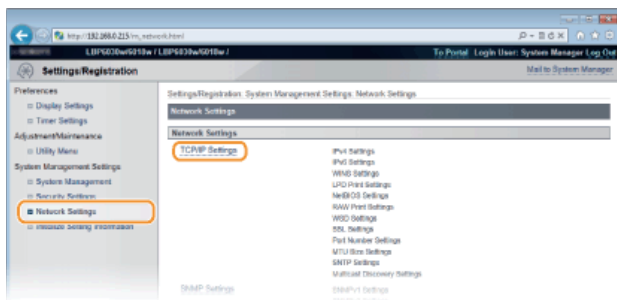 http://192.168.0.215/m_network.html
LBP6030w/6018w / LBP6030w/6018w /
To Portal Login User: System Manager Log Out
Settings/Registration
Mail to System Manager
Preferences
Display Settings
Timer Settings
Adjustment/Maintenance
Utility Menu
System Management Settings
System Management
Security Settings
Network Settings
Initialize Setting Information
Settings/Registration: System Management Settings: Network Settings
Network Settings
Network Settings
TCP/IP Settings
IPv4 Settings
IPv6 Settings
WINS Settings
LPD Print Settings
NetBIOS Settings
RAW Print Settings
WSD Settings
SSL Settings
Port Number Settings
MTU Size Settings
SNTP Settings
Multicast Discovery Settings
SNMP Settings
SNMPv1 Settings